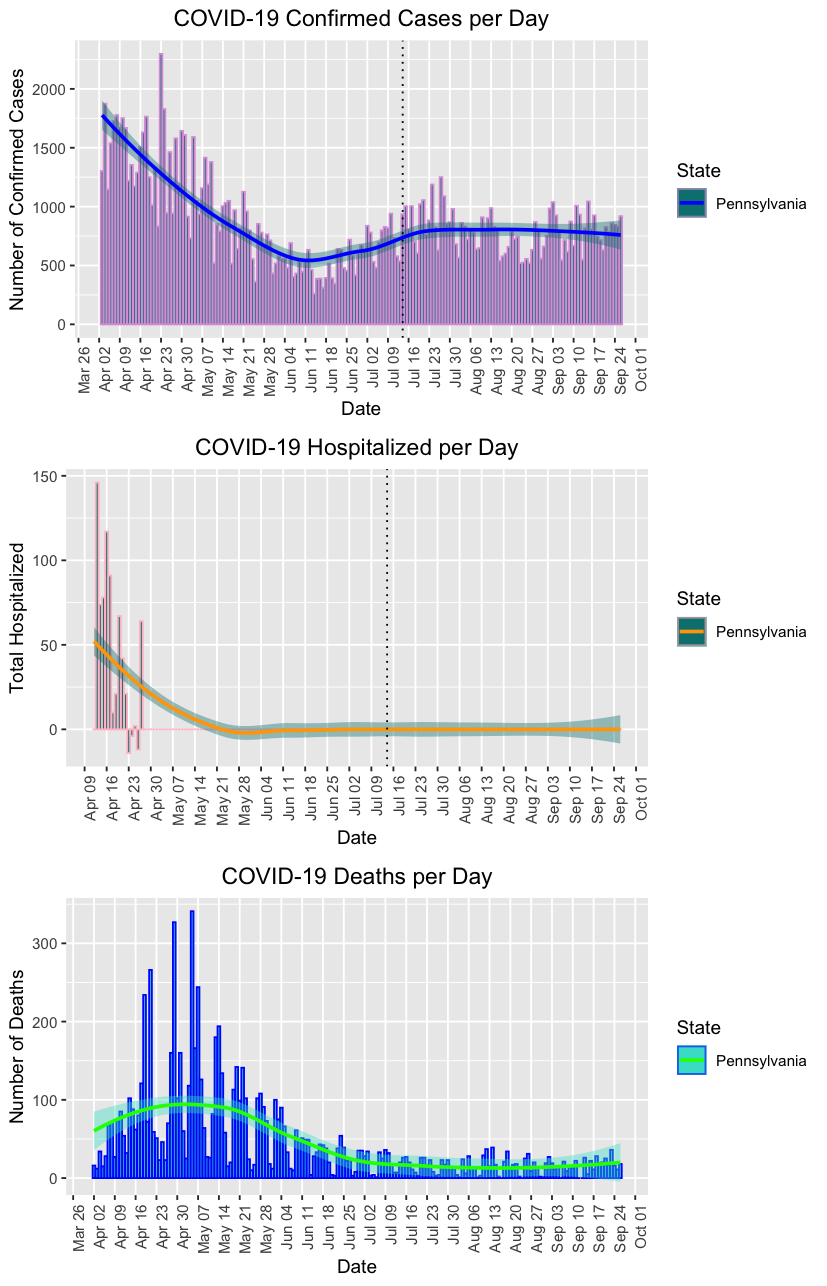 COVID-19 Confirmed Cases per Day
Number of Confirmed Cases
2000
1500
1000
500
0
Mar 26
Apr 02
Apr 09
Apr 16
Apr 23
Apr 30
May 07
May 14
May 21
May 28
Jun 04
Jun 11
Jun 18
Jun 25
Jul 02
Jul 09
Jul 16
Jul 23
Jul 30
Aug 06
Aug 13
Aug 20
Aug 27
Sep 03
Sep 10
Sep 17
Sep 24
Oct 01
Date
State
Pennsylvania
COVID-19 Hospitalized per Day
Total Hospitalized
150
100
50
0
Apr 09
Apr 16
Apr 23
Apr 30
May 07
May 14
May 21
May 28
Jun 04
Jun 11
Jun 18
Jun 25
Jul 02
Jul 09
Jul 16
Jul 23
Jul 30
Aug 06
Aug 13
Aug 20
Aug 27
Sep 03
Sep 10
Sep 17
Sep 24
Oct 01
Date
State
Pennsylvania
COVID-19 Deaths per Day
Number of Deaths
300
200
100
0
Mar 26
Apr 02
Apr 09
Apr 16
Apr 23
Apr 30
May 07
May 14
May 21
May 28
Jun 04
Jun 11
Jun 18
Jun 25
Jul 02
Jul 09
Jul 16
Jul 23
Jul 30
Aug 06
Aug 13
Aug 20
Aug 27
Sep 03
Sep 10
Sep 17
Sep 24
Oct 01
Date
State
Pennsylvania